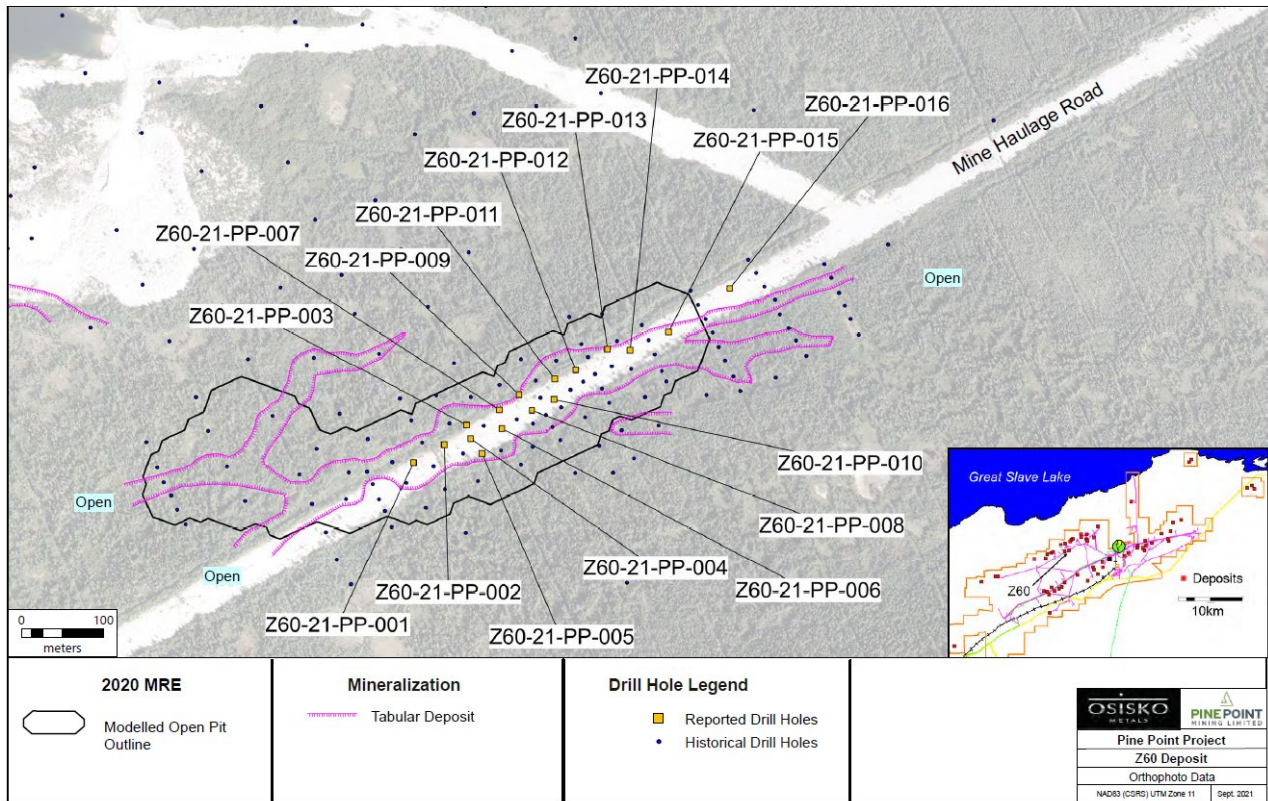 Z60-21-PP-014
Z60-21-PP-016
Z60-21-PP-013
Z60-21-PP-015
Z60-21-PP-012
Mine Haulage Road
Z60-21-PP-011
Z60-21-PP-007
Z60-21-PP-009
Z60-21-PP-003
Open
Open
Open
Z60-21-PP-010
Z60-21-PP-008
Z60-21-PP-004
Z60-21-PP-006
Z60-21-PP-002
Z60-21-PP-005
Z60-21-PP-001
0 100
meters
Great Slave Lake
Z60
Deposits
10km
2020 MRE
Modelled Open Pit
Outline
Mineralization
Tabular Deposit
Drill Hole Legend
Reported Drill Holes
Historical Drill Holes
OSISKO
METALS
PINE POINT
MINING LIMITED
Pine Point Project
Z60 Deposit
Orthophoto Data
NAD83 (CSRS) UTM Zone 11
Sept. 2021